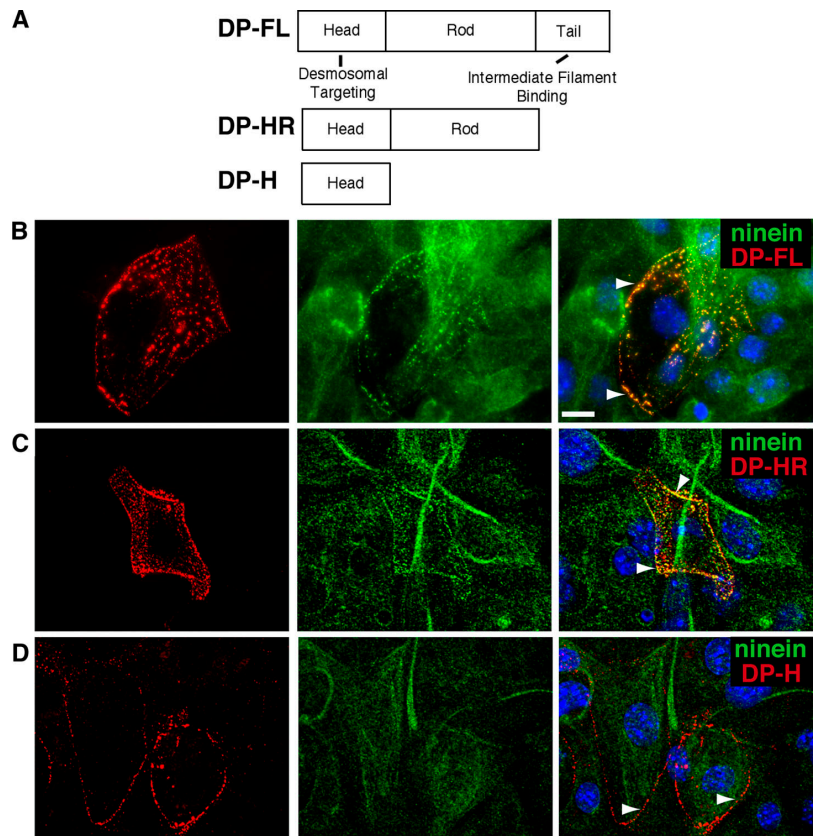 A
DP-FL
Head
Rod
Tail
Desmosomal
Targeting
Intermediate Filament
Binding
DP-HR
Head
Rod
DP-H
Head
B
ninein
DP-FL
C
ninein
DP-HR
D
ninein
DP-H